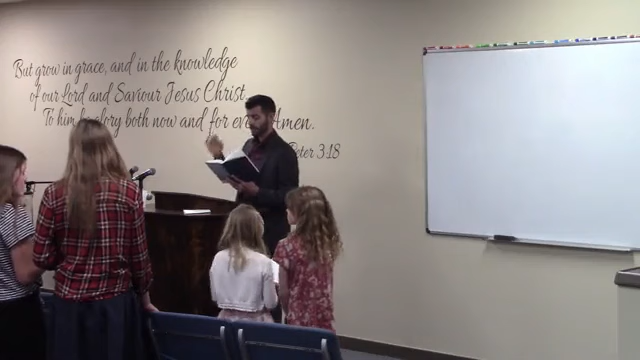 But grow in grace, and in the knowledge
of our Lord and Saviour Jesus Christ.
To him be glory both now and for ever. Amen.
Peter 3:18